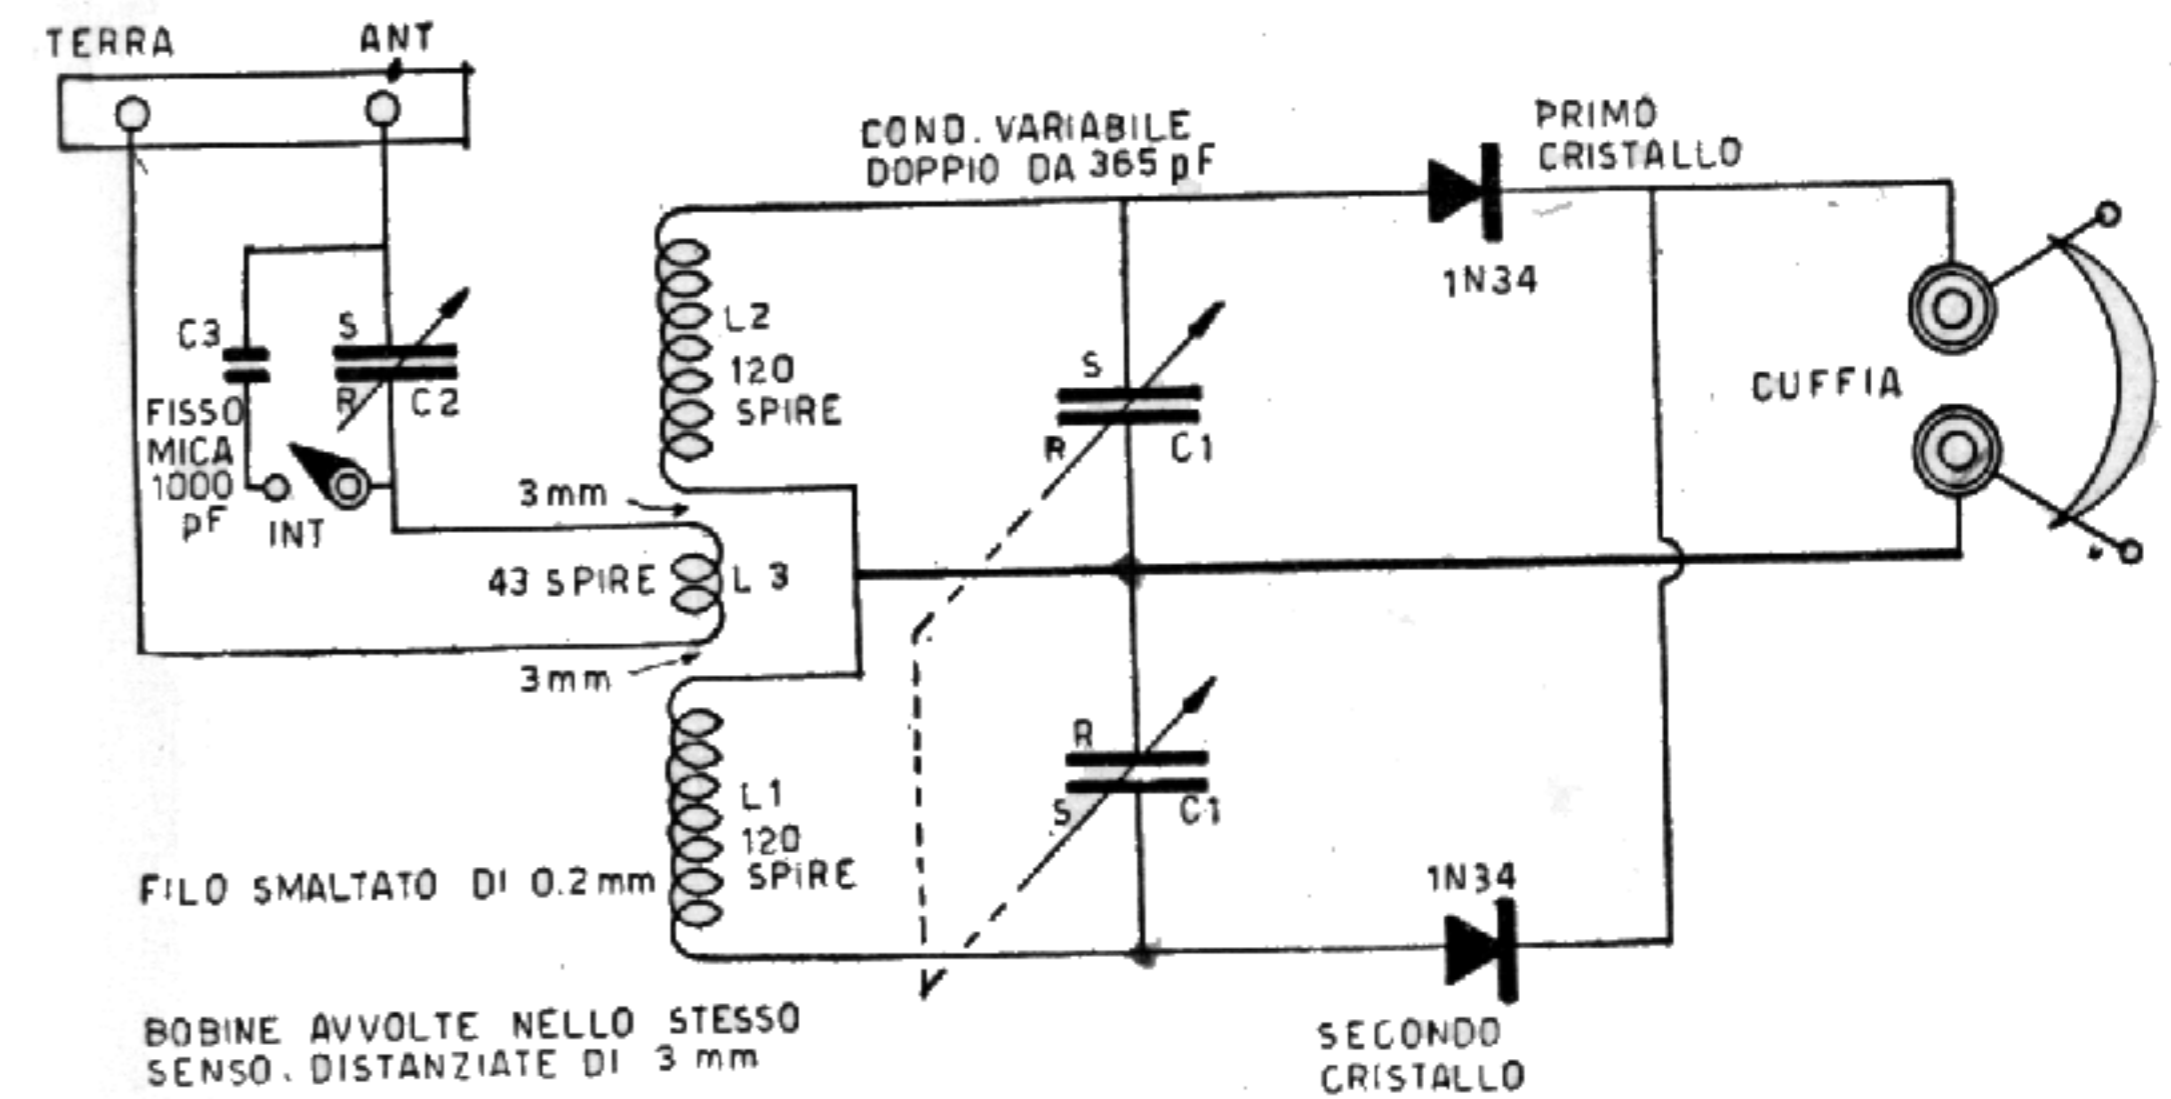 TERRA
ANT
COND. VARIABILE
DOPPIO DA 365 pF
PRIMO
CRISTALLO
1N34
C3
S
R
C2
FISSO
MICA
1000
pF
INT
L2
120
SPIRE
S
R
C1
CUFFIA
3mm
43 SPIRE
L 3
3mm
R
S
C1
L1
120
SPIRE
FILO SMALTATO DI 0.2mm
1N34
BOBINE AVVOLTE NELLO STESSO
SENSO. DISTANZIATE DI 3 mm
SECONDO
CRISTALLO